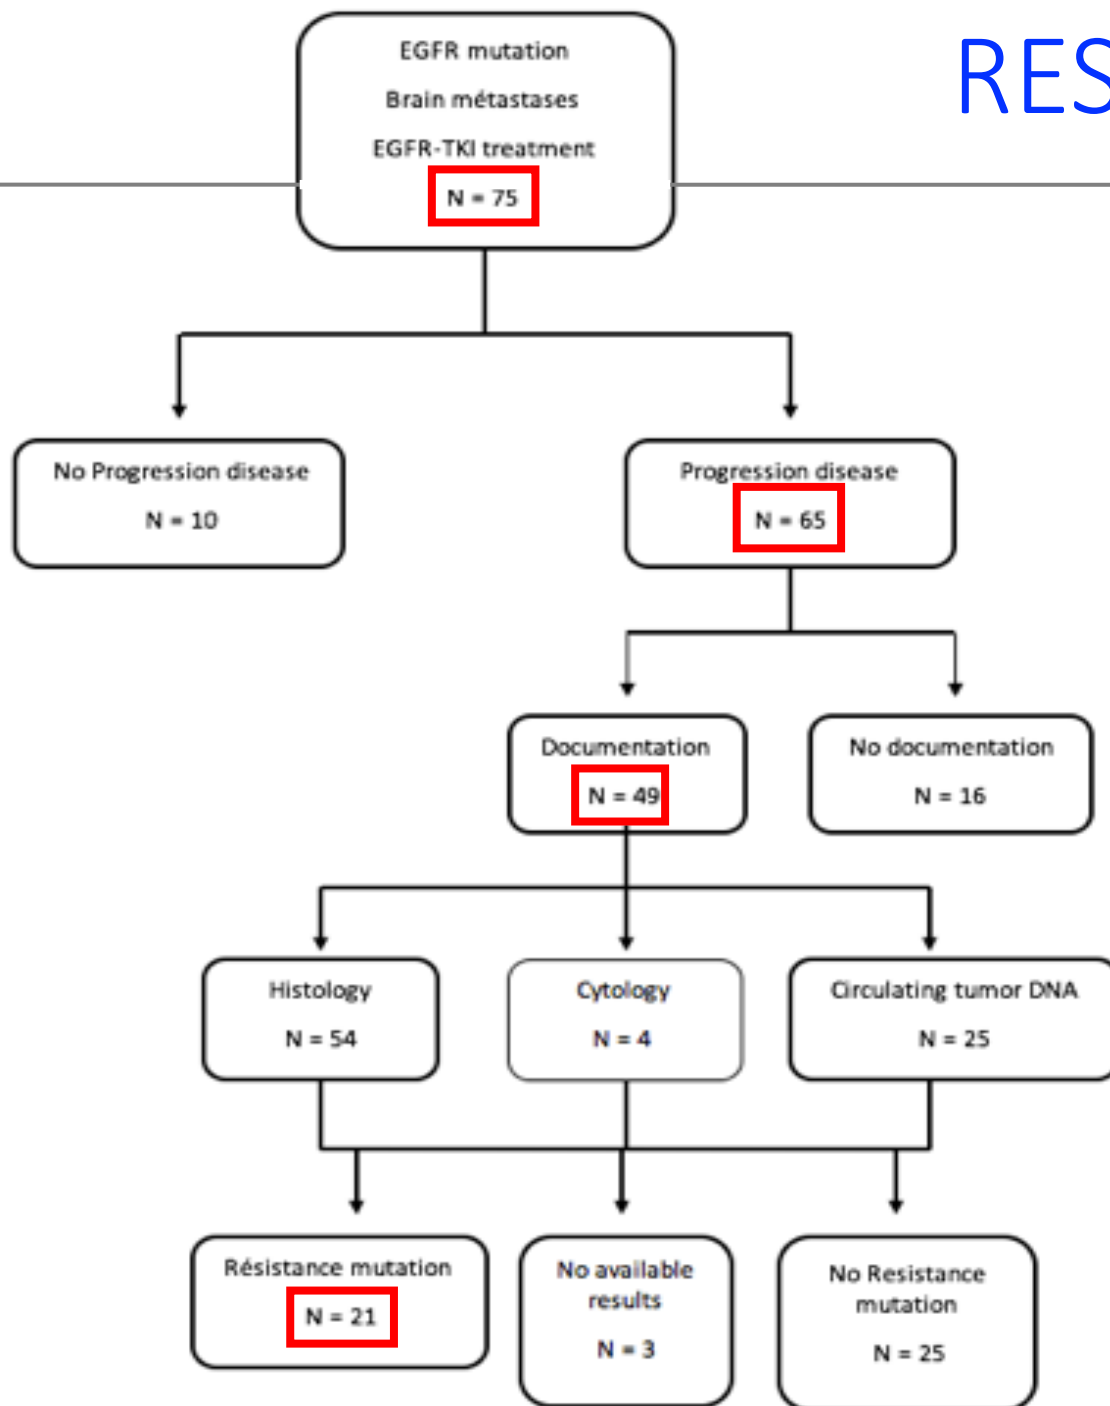 RES
EGFR mutation
Brain métastases
EGFR-TKI treatment
N = 75
No Progression disease
N = 10
Progression disease
N = 65
Documentation
N = 49
No documentation
N = 16
Histology
N = 54
Cytology
N = 4
Circulating tumor DNA
N = 25
Résistance mutation
N = 21
No available
results
N = 3
No Resistance
mutation
N = 25